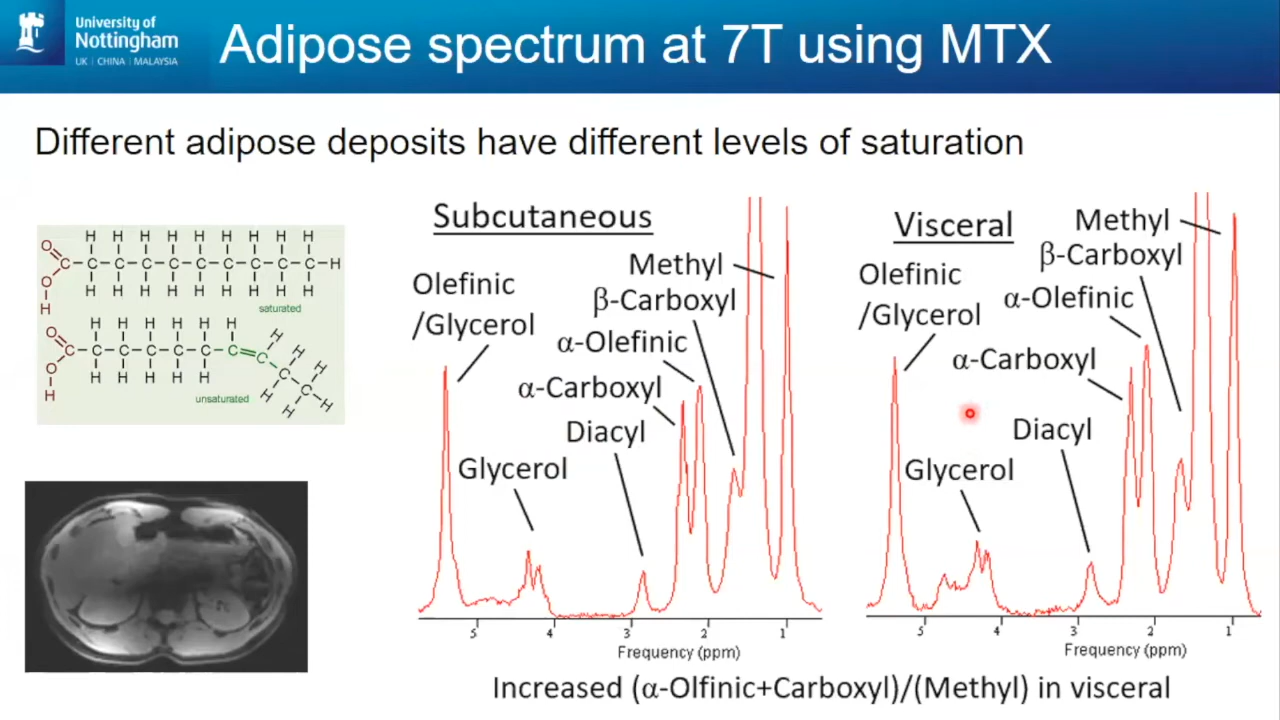 University of
Nottingham
UK | CHINA | MALAYSIA
Adipose spectrum at 7T using MTX
Different adipose deposits have different levels of saturation
H H H H H H H H H
O
C C C C C C C C C C H
O
H H H H H H H H H
H
saturated
H H H H H H
O
H
C C C C C C C C
H
O
C
H
H H H H H
C
H
unsaturated
H
H
H
Subcutaneous
Olefinic
/Glycerol
Methyl
β-Carboxyl
α-Olefinic
α-Carboxyl
Diacyl
Glycerol
5 4 3 2 1
Frequency (ppm)
Visceral
Methyl
β-Carboxyl
Olefinic
/Glycerol
α-Olefinic
α-Carboxyl
Diacyl
Glycerol
5 4 3 2 1
Frequency (ppm)
Increased (α-Olfinic+Carboxyl)/(Methyl) in visceral